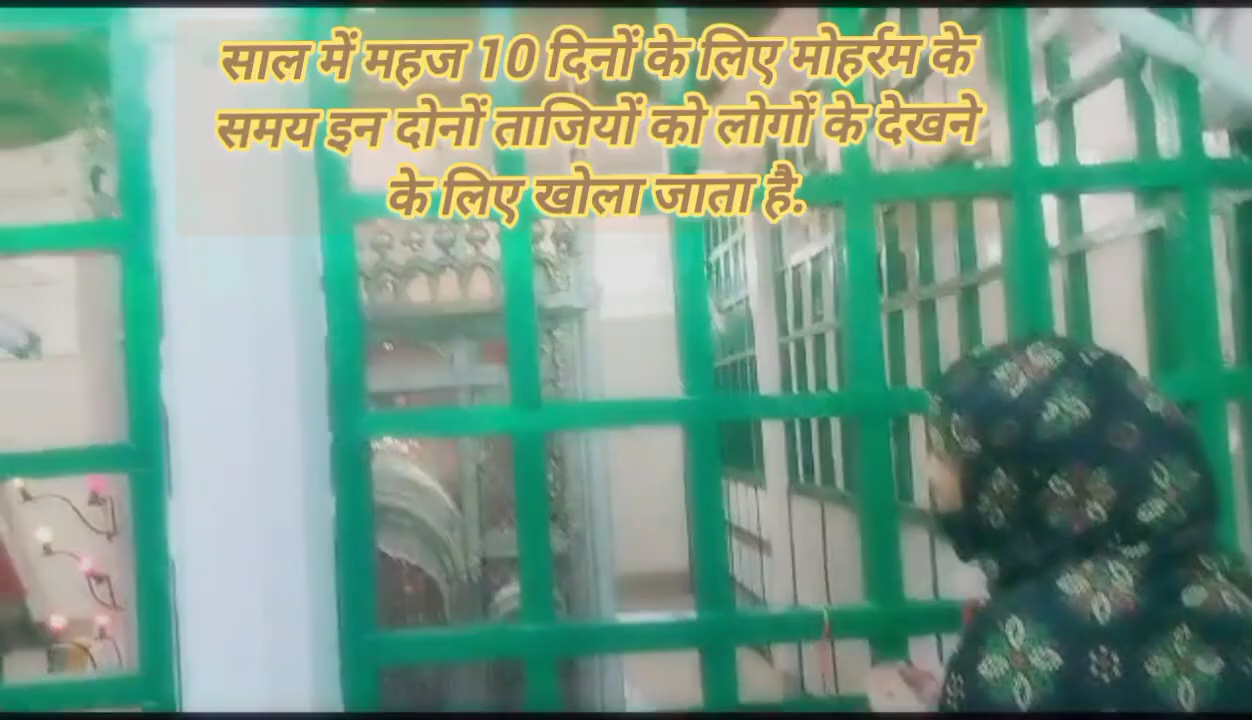 साल में महज 10 दिनों के लिए मोहर्रम के
समय इन दोनों ताजियों को लोगों के देखने
के लिए खोला जाता है.